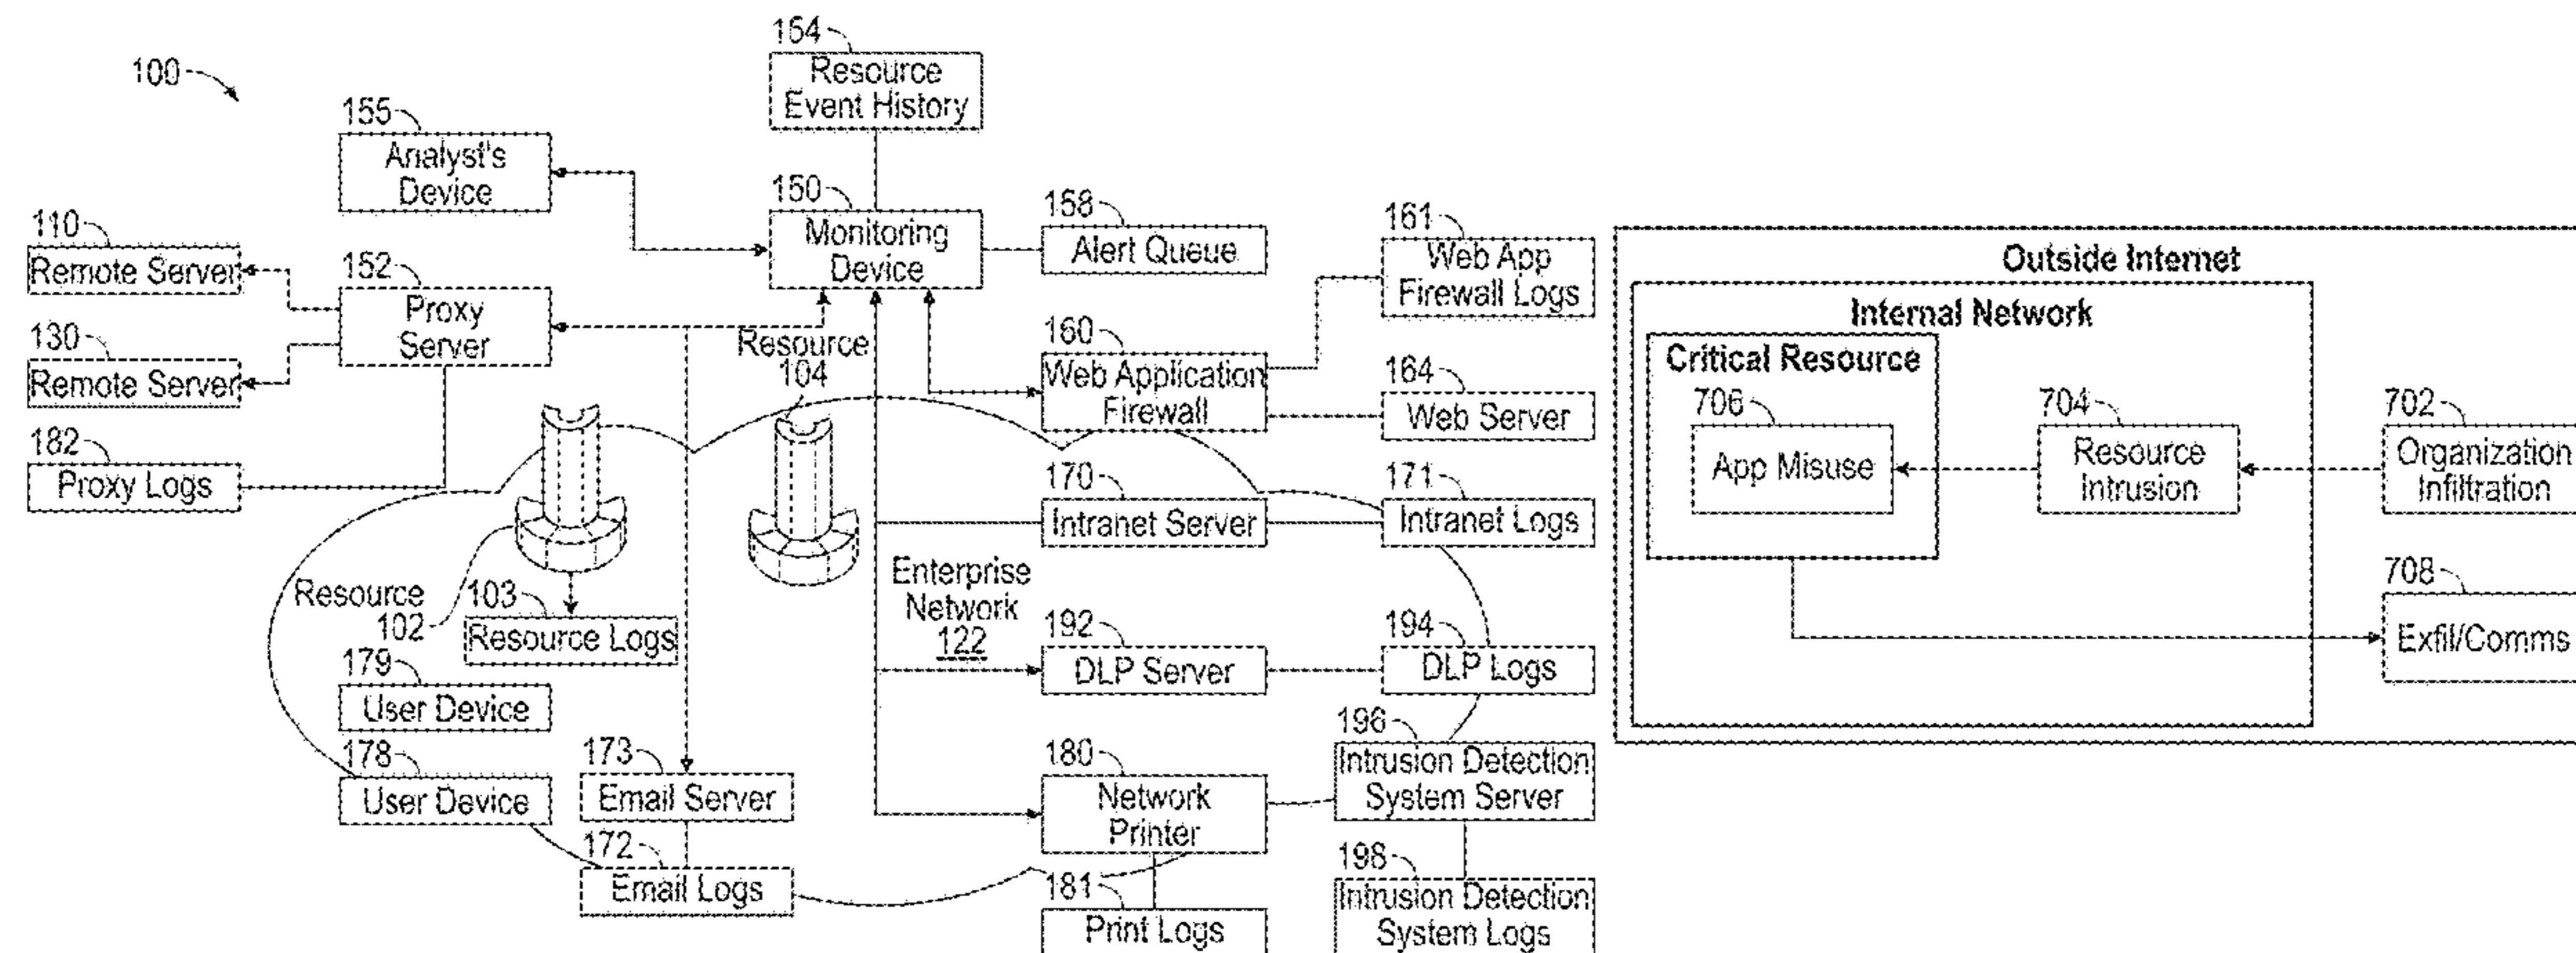 100
154
Resource
Event History
155
Analyst's
Device
150
Monitoring
Device
158
Alert Queue
161
Web App
Firewall Logs
110
Remote Server
152
Proxy
Server
130
Remote Server
182
Proxy Logs
Resource
104
160
Web Application
Firewall
164
Web Server
170
Intranet Server
171
Intranet Logs
Enterprise
Network
122
Resource
102
103
Resource Logs
192
DLP Server
194
DLP Logs
179
User Device
178
User Device
173
Email Server
172
Email Logs
180
Network
Printer
181
Print Logs
196
Intrusion Detection
System Server
198
Intrusion Detection
System Logs
Outside Internet
Internal Network
Critical Resource
706
App Misuse
704
Resource
Intrusion
702
Organization
Infiltration
708
Exfil/Comms